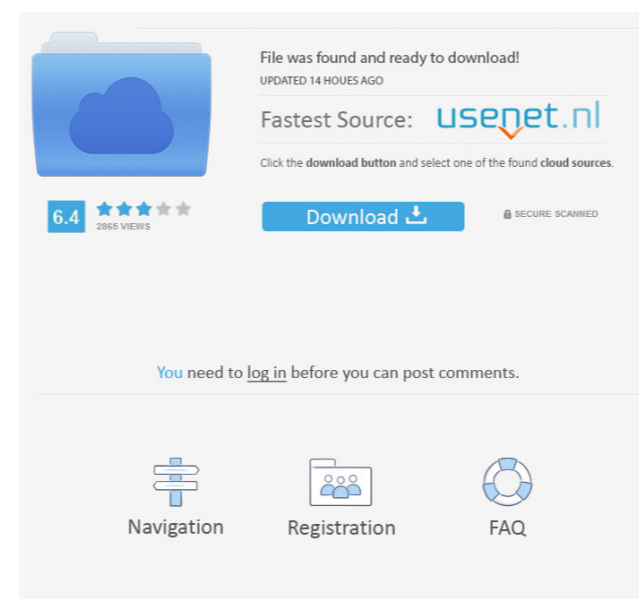 File was found and ready to download!
UPDATED 14 HOUES AGO
Fastest Source: usenet.nl
Click the download button and select one of the found cloud sources.
6.4
2865 VIEWS
Download
SECURE SCANNED
You need to log in before you can post comments.
Navigation
Registration
FAQ